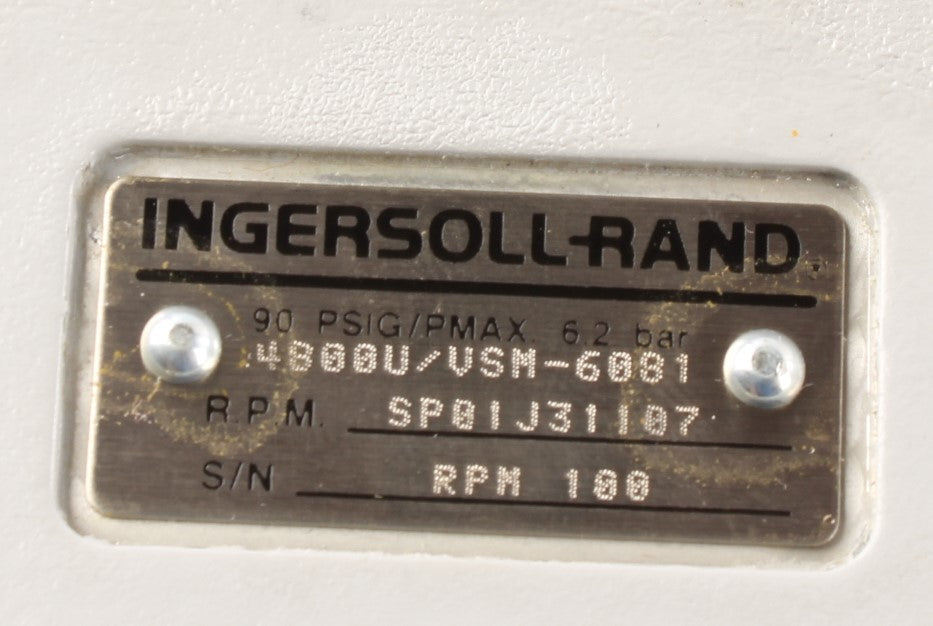 INGERSOLL-RAND.
90 PSIG/PMAX. 6.2 bar
4800U/VSM-6081
R.P.M. SP01J31107
S/N RPM 100